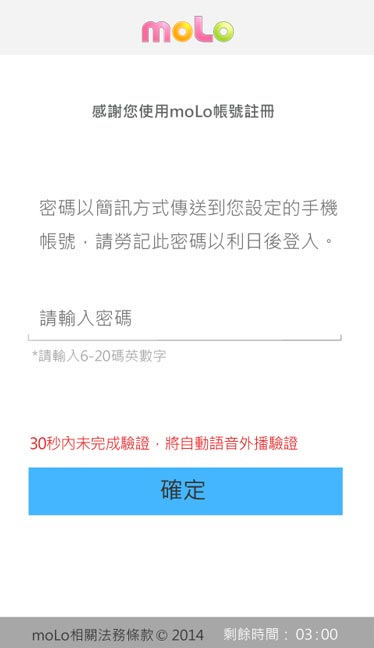 moLo
感謝您使用moLo帳號註冊
密碼以簡訊方式傳送到您設定的手機
帳號，請勞記此密碼以利日後登入。
請輸入密碼
*請輸入6-20碼英數字
30秒內未完成驗證，將自動語音外播驗證
確定
moLo相關法務條款© 2014 剩餘時間：03:00